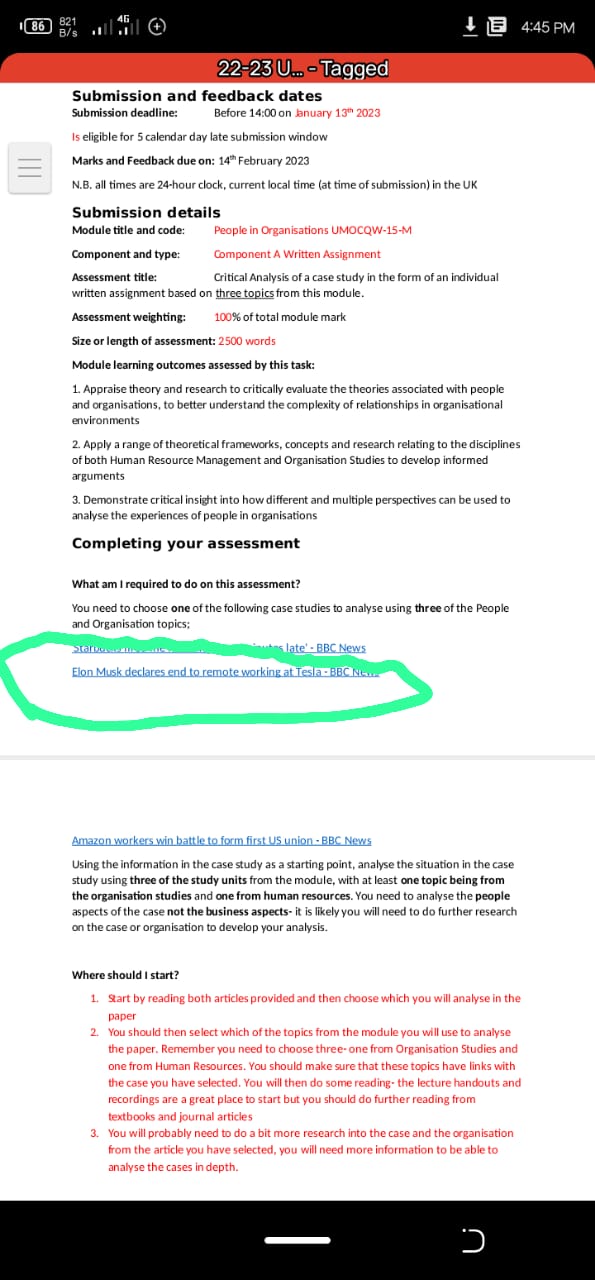 86 821 B/s 4G 4:45 PM
22-23 U... - Tagged
Submission and feedback dates
Submission deadline: Before 14:00 on January 13th 2023
Is eligible for 5 calendar day late submission window
Marks and Feedback due on: 14th February 2023
N.B. all times are 24-hour clock, current local time (at time of submission) in the UK
Submission details
Module title and code: People in Organisations UMOCQW-15-M
Component and type: Component A Written Assignment
Assessment title: Critical Analysis of a case study in the form of an individual
written assignment based on three topics from this module.
Assessment weighting: 100% of total module mark
Size or length of assessment: 2500 words
Module learning outcomes assessed by this task:
1. Appraise theory and research to critically evaluate the theories associated with people
and organisations, to better understand the complexity of relationships in organisational
environments
2. Apply a range of theoretical frameworks, concepts and research relating to the disciplines
of both Human Resource Management and Organisation Studies to develop informed
arguments
3. Demonstrate critical insight into how different and multiple perspectives can be used to
analyse the experiences of people in organisations
Completing your assessment
What am I required to do on this assessment?
You need to choose one of the following case studies to analyse using three of the People
and Organisation topics;
late' - BBC News
Elon Musk declares end to remote working at Tesla - BBC News
Amazon workers win battle to form first US union - BBC News
Using the information in the case study as a starting point, analyse the situation in the case
study using three of the study units from the module, with at least one topic being from
the organisation studies and one from human resources. You need to analyse the people
aspects of the case not the business aspects- it is likely you will need to do further research
on the case or organisation to develop your analysis.
Where should I start?
1. Start by reading both articles provided and then choose which you will analyse in the
paper
2. You should then select which of the topics from the module you will use to analyse
the paper. Remember you need to choose three- one from Organisation Studies and
one from Human Resources. You should make sure that these topics have links with
the case you have selected. You will then do some reading- the lecture handouts and
recordings are a great place to start but you should do further reading from
textbooks and journal articles
3. You will probably need to do a bit more research into the case and the organisation
from the article you have selected, you will need more information to be able to
analyse the cases in depth.